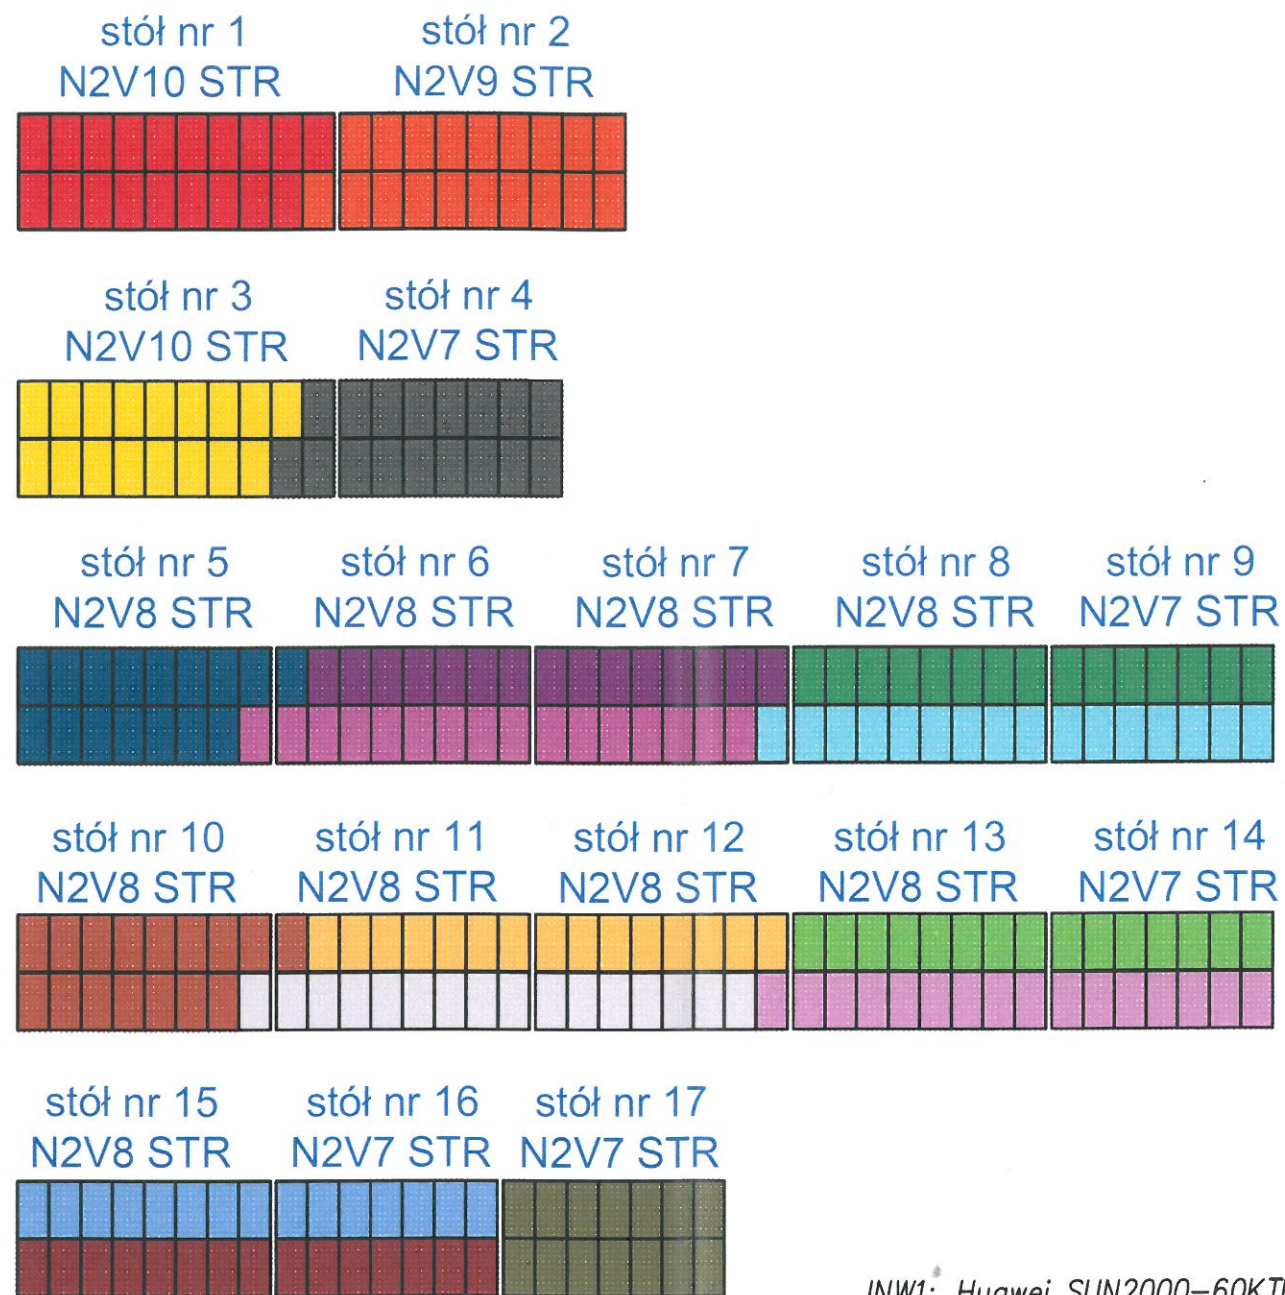 stół nr 1 stół nr 2
N2V10 STR N2V9 STR
stół nr 3 stół nr 4
N2V10 STR N2V7 STR
stół nr 5 stół nr 6 stół nr 7 stół nr 8 stół nr 9
N2V8 STR N2V8 STR N2V8 STR N2V8 STR N2V7 STR
stół nr 10 stół nr 11 stół nr 12 stół nr 13 stół nr 14
N2V8 STR N2V8 STR N2V8 STR N2V8 STR N2V7 STR
stół nr 15 stół nr 16 stół nr 17
N2V8 STR N2V7 STR N2V7 STR
INW1: Huawei